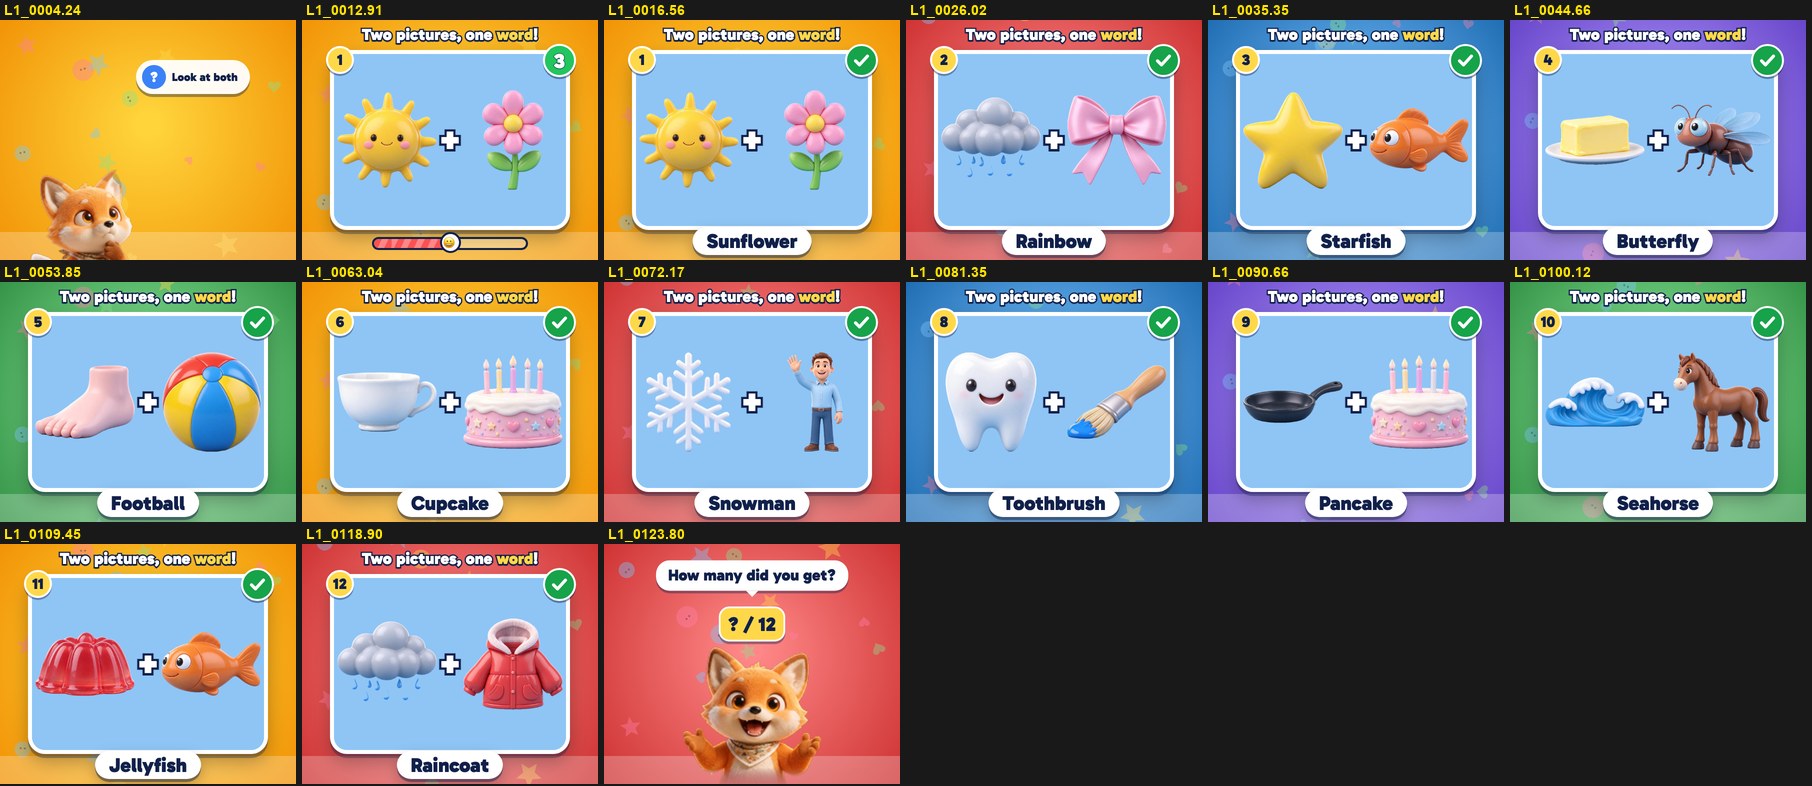 L1_0004.24
? Look at both
L1_0012.91
Two pictures, one word!
1
3
L1_0016.56
Two pictures, one word!
1
Sunflower
L1_0026.02
Two pictures, one word!
2
Rainbow
L1_0035.35
Two pictures, one word!
3
Starfish
L1_0044.66
Two pictures, one word!
4
Butterfly
L1_0053.85
Two pictures, one word!
5
Football
L1_0063.04
Two pictures, one word!
6
Cupcake
L1_0072.17
Two pictures, one word!
7
Snowman
L1_0081.35
Two pictures, one word!
8
Toothbrush
L1_0090.66
Two pictures, one word!
9
Pancake
L1_0100.12
Two pictures, one word!
10
Seahorse
L1_0109.45
Two pictures, one word!
11
Jellyfish
L1_0118.90
Two pictures, one word!
12
Raincoat
L1_0123.80
How many did you get?
? / 12